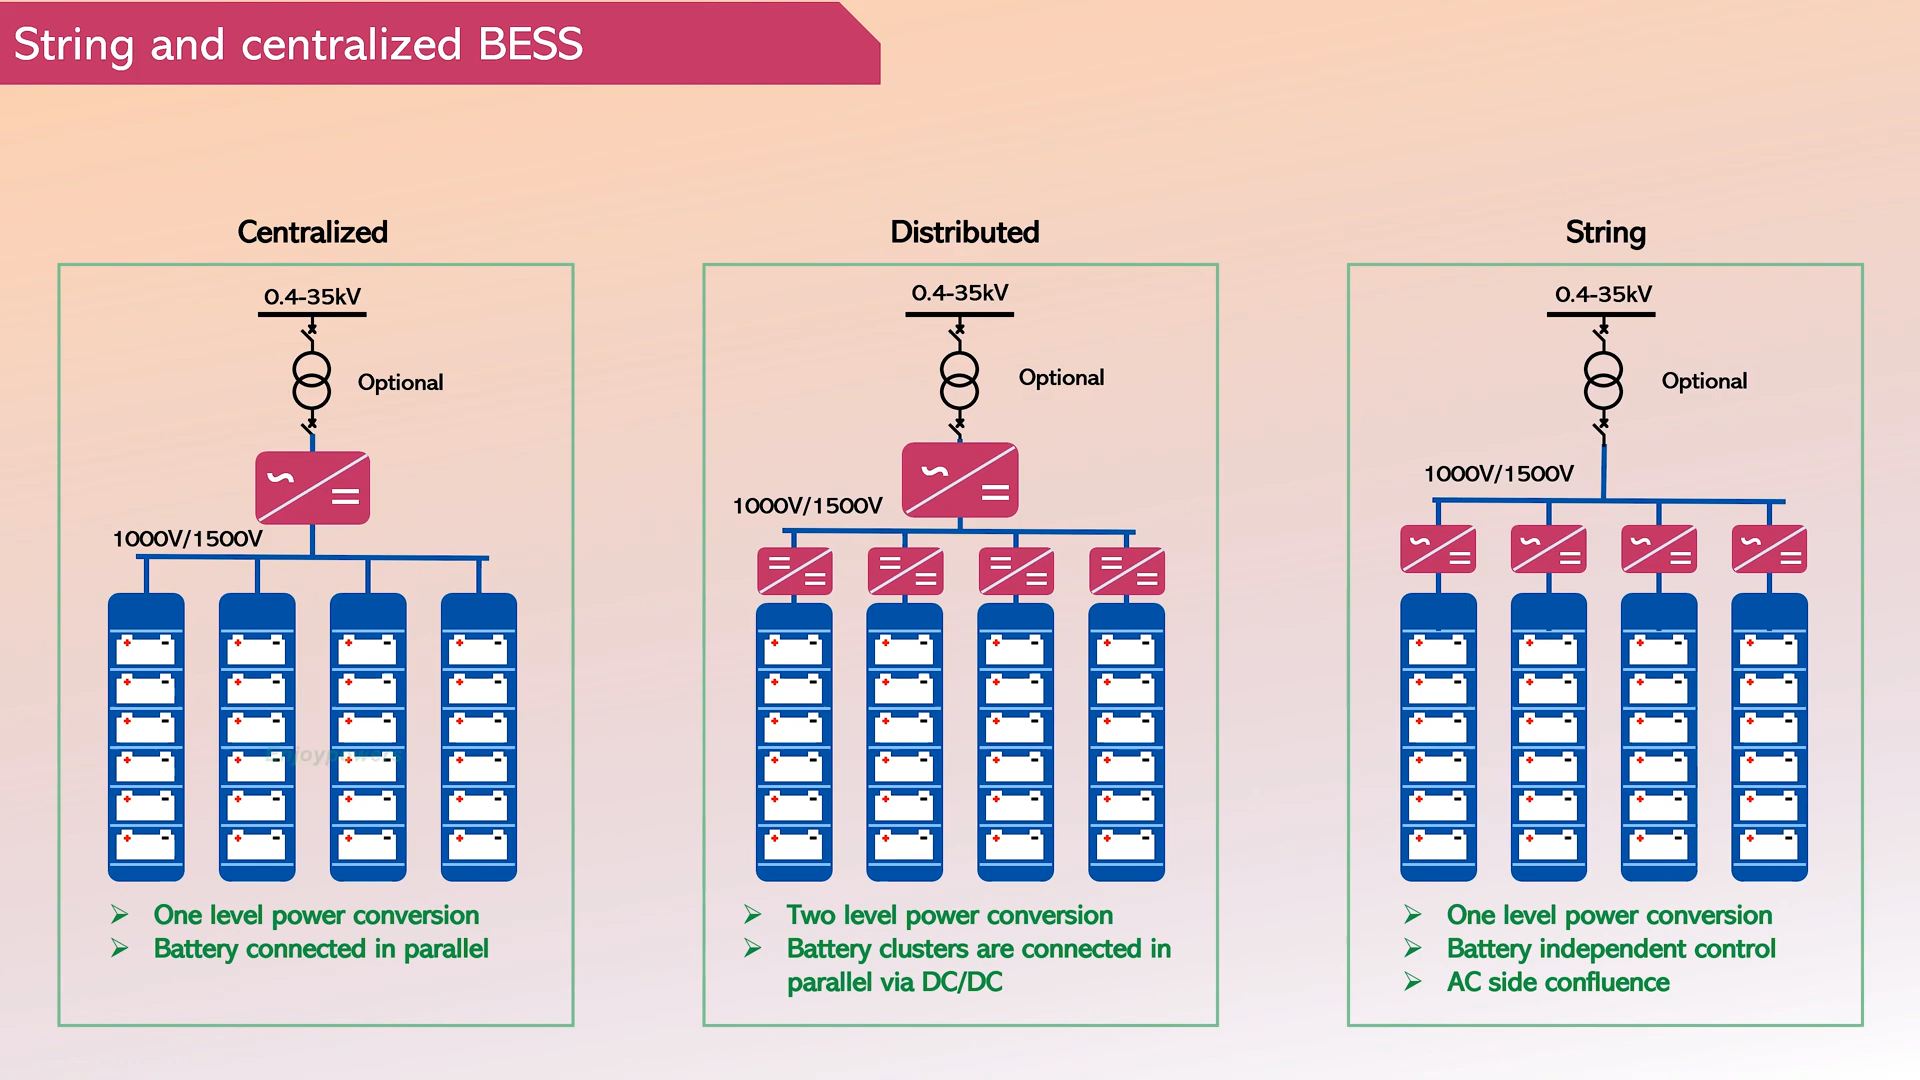 String and centralized BESS
Centralized
0.4-35kV
Optional
1000V/1500V
One level power conversion
Battery connected in parallel
Distributed
0.4-35kV
Optional
1000V/1500V
Two level power conversion
Battery clusters are connected in
parallel via DC/DC
String
0.4-35kV
Optional
1000V/1500V
One level power conversion
Battery independent control
AC side confluence